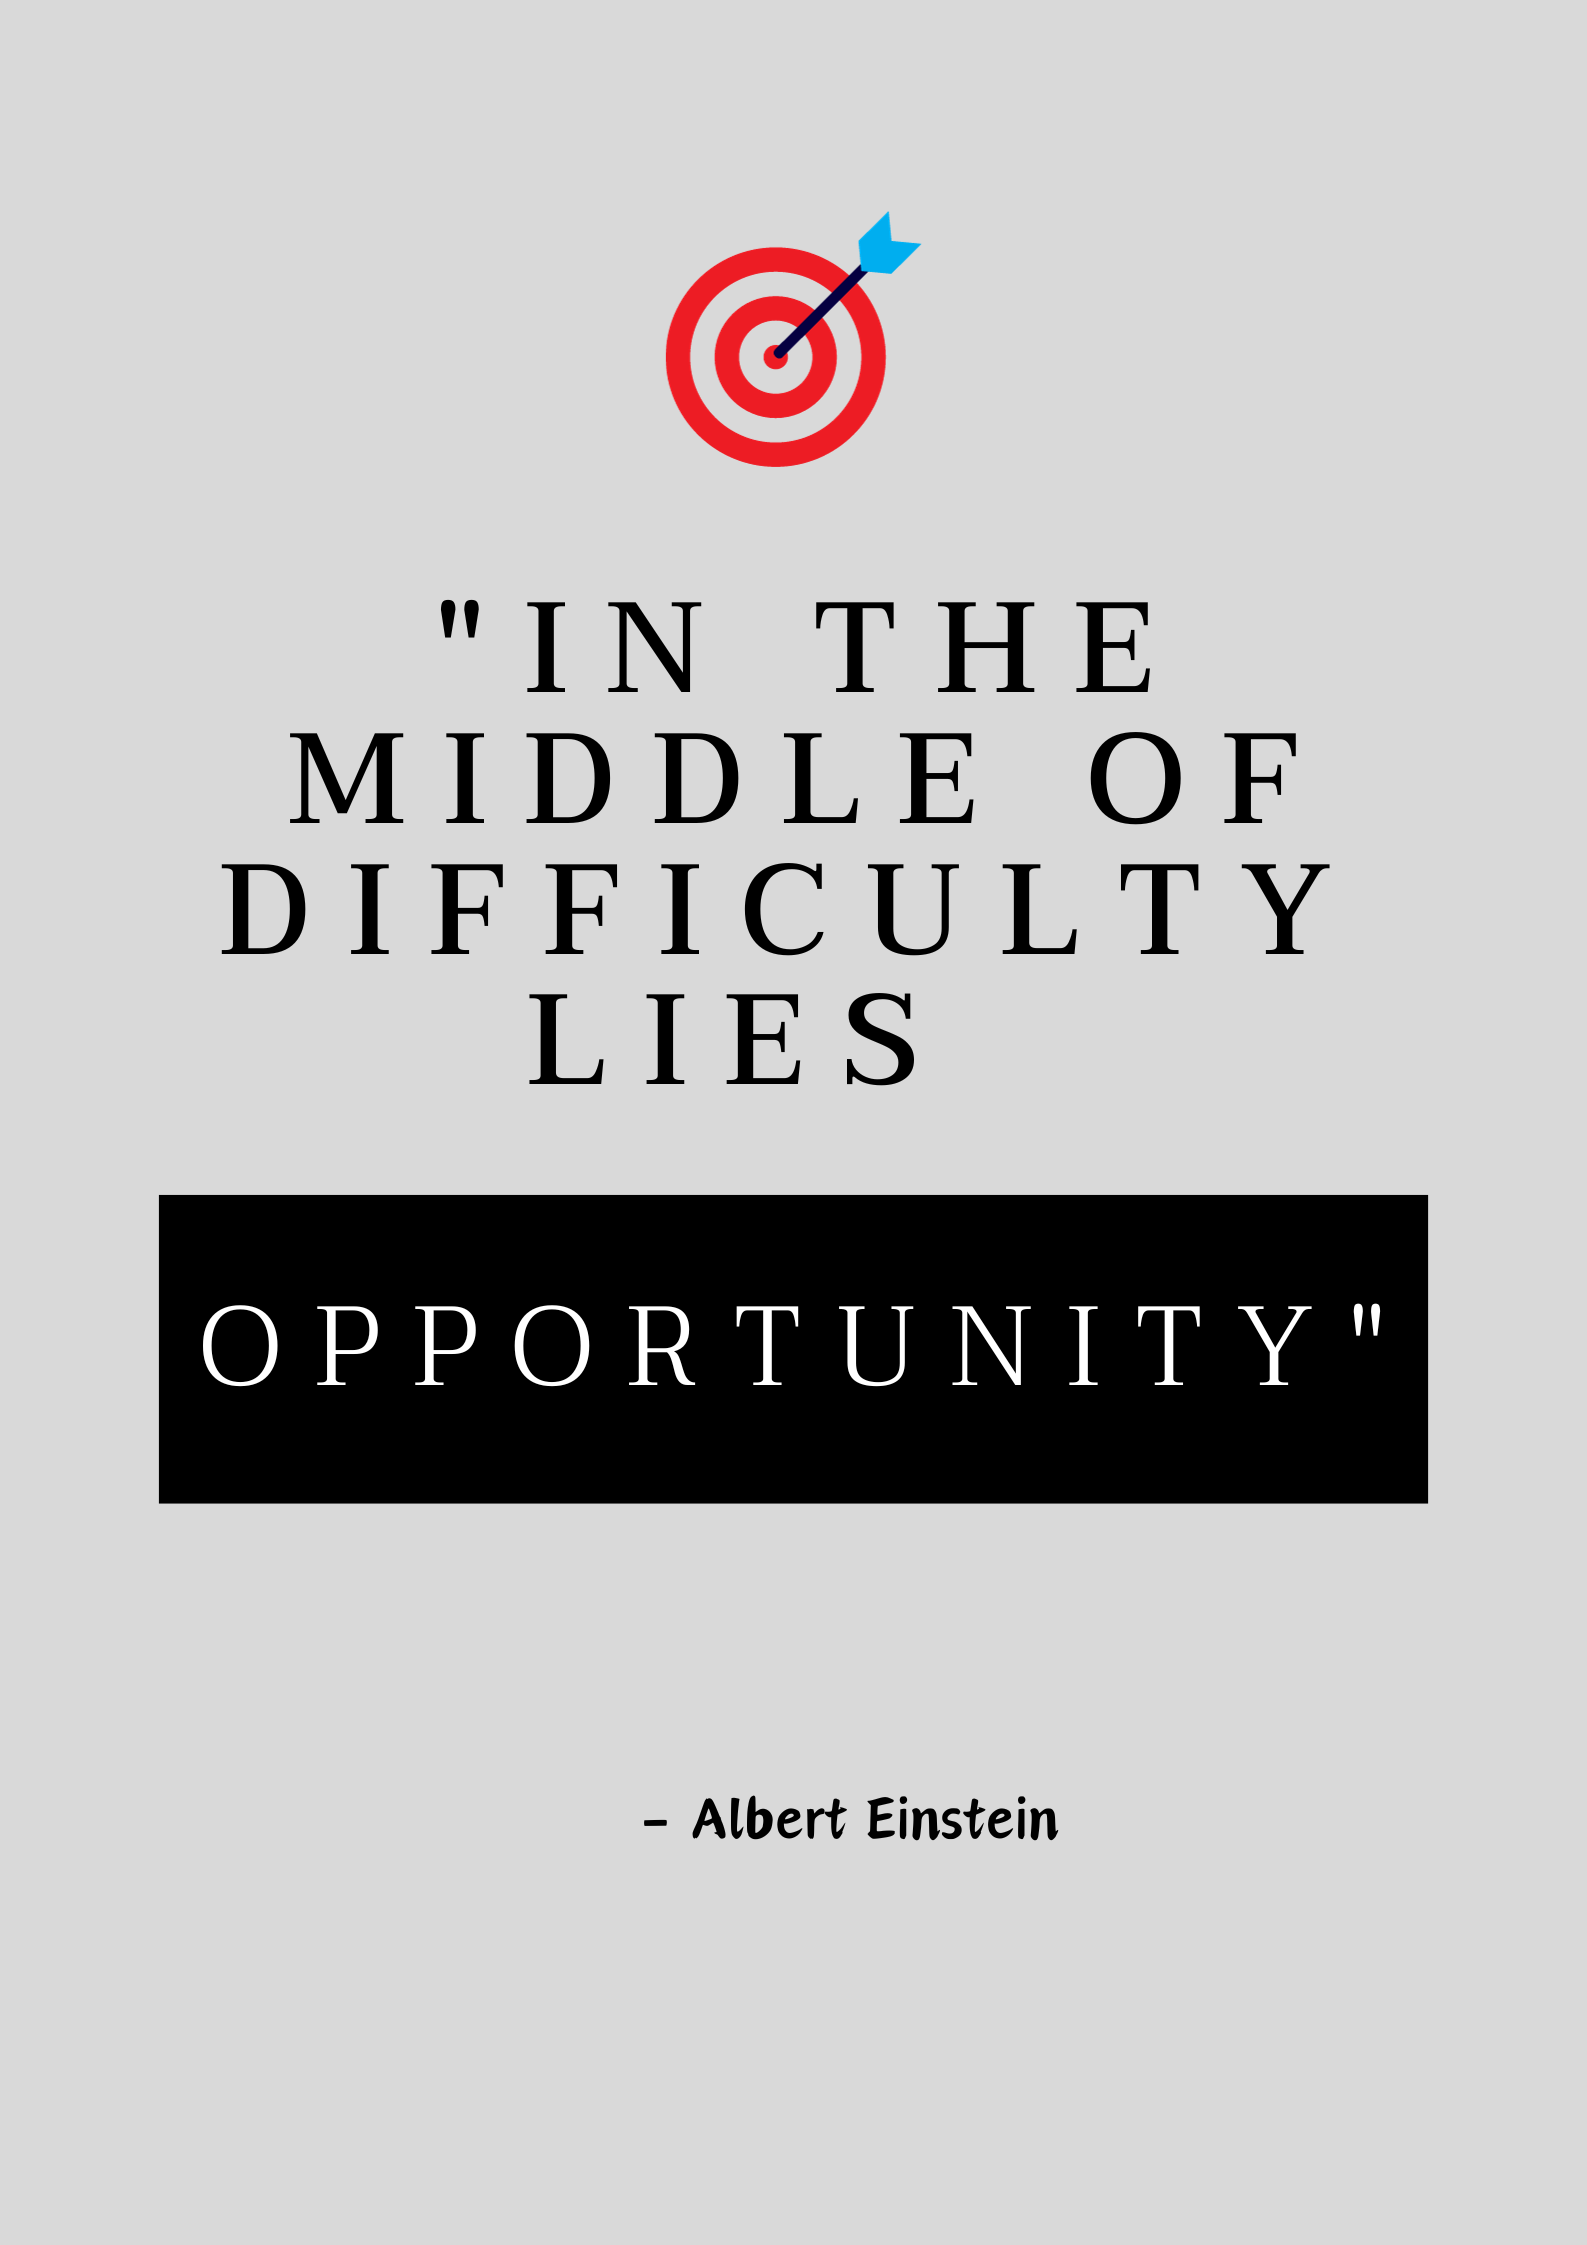 "IN THE
MIDDLE OF
DIFFICULTY
LIES
OPPORTUNITY"
- Albert Einstein